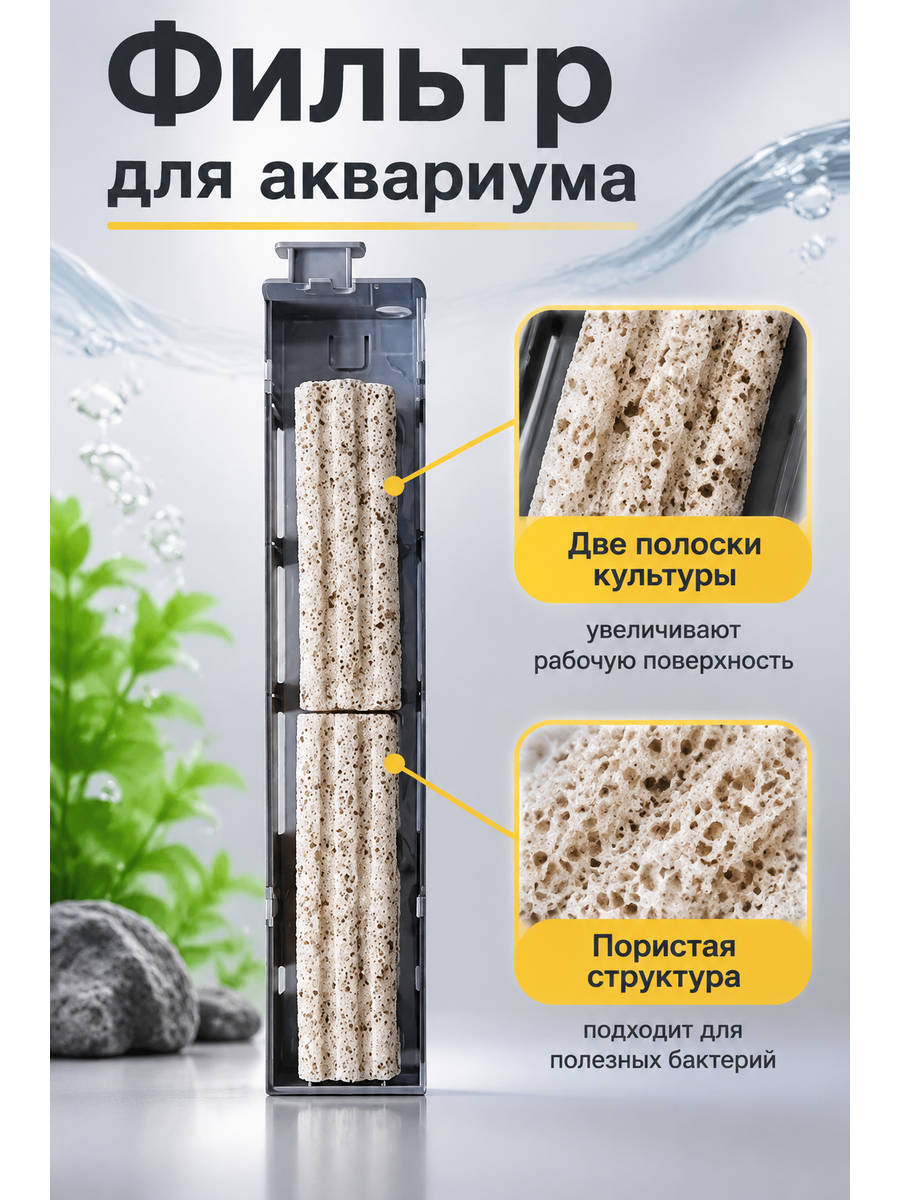 Фильтр
для аквариума
Две полоски
культуры
увеличивают
рабочую поверхность
Пористая
структура
подходит для
полезных бактерий